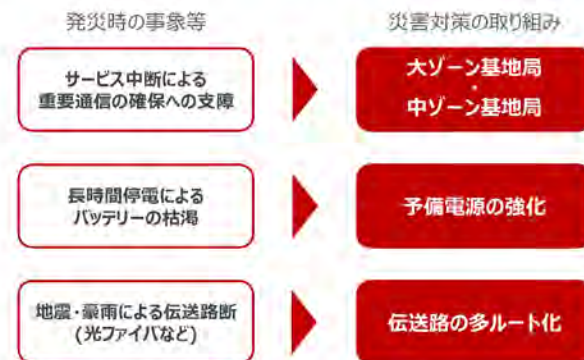 発災時の事象等
災害対策の取り組み
サービス中断による
重要通信の確保への支障
大ゾーン基地局
・
中ゾーン基地局
長時間停電による
バッテリーの枯渇
予備電源の強化
地震・豪雨による伝送路断
(光ファイバなど)
伝送路の多ルート化